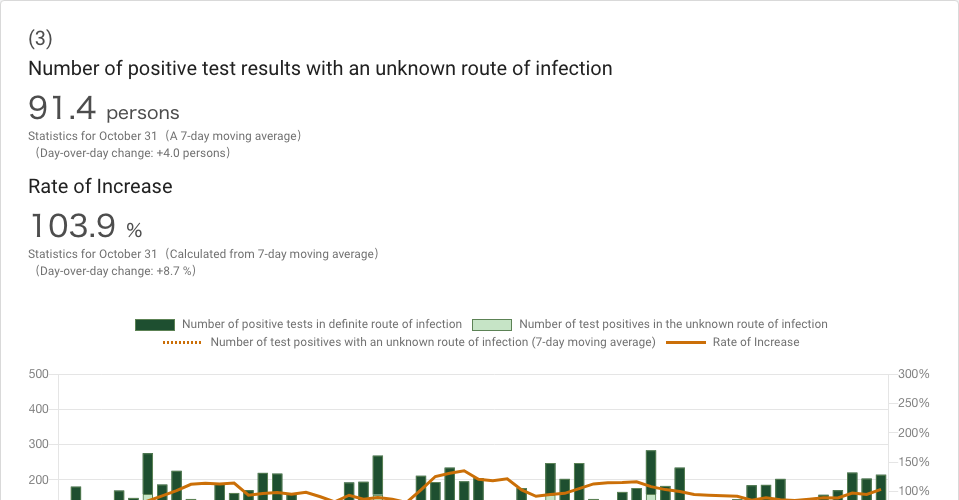 (3)
Number of positive test results with an unknown route of infection
91.4 persons
Statistics for October 31（A 7-day moving average）
（Day-over-day change: +4.0 persons）
Rate of Increase
103.9 %
Statistics for October 31（Calculated from 7-day moving average）
（Day-over-day change: +8.7 %）
Number of positive tests in definite route of infection Number of test positives in the unknown route of infection
Number of test positives with an unknown route of infection (7-day moving average) Rate of Increase
500 300%
400 250%
300 200%
200 150%
100%